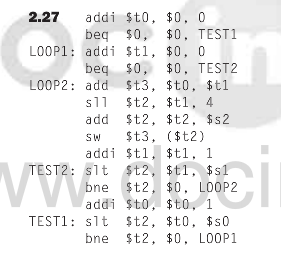 2.27 addi $t0, $0, 0
beq $0, $0, TEST1
LOOP1: addi $t1, $0, 0
beq $0, $0, TEST2
LOOP2: add $t3, $t0, $t1
sll $t2, $t1, 4
add $t2, $t2, $s2
sw $t3, ($t2)
addi $t1, $t1, 1
TEST2: slt $t2, $t1, $s1
bne $t2, $0, LOOP2
addi $t0, $t0, 1
TEST1: slt $t2, $t0, $s0
bne $t2, $0, LOOP1